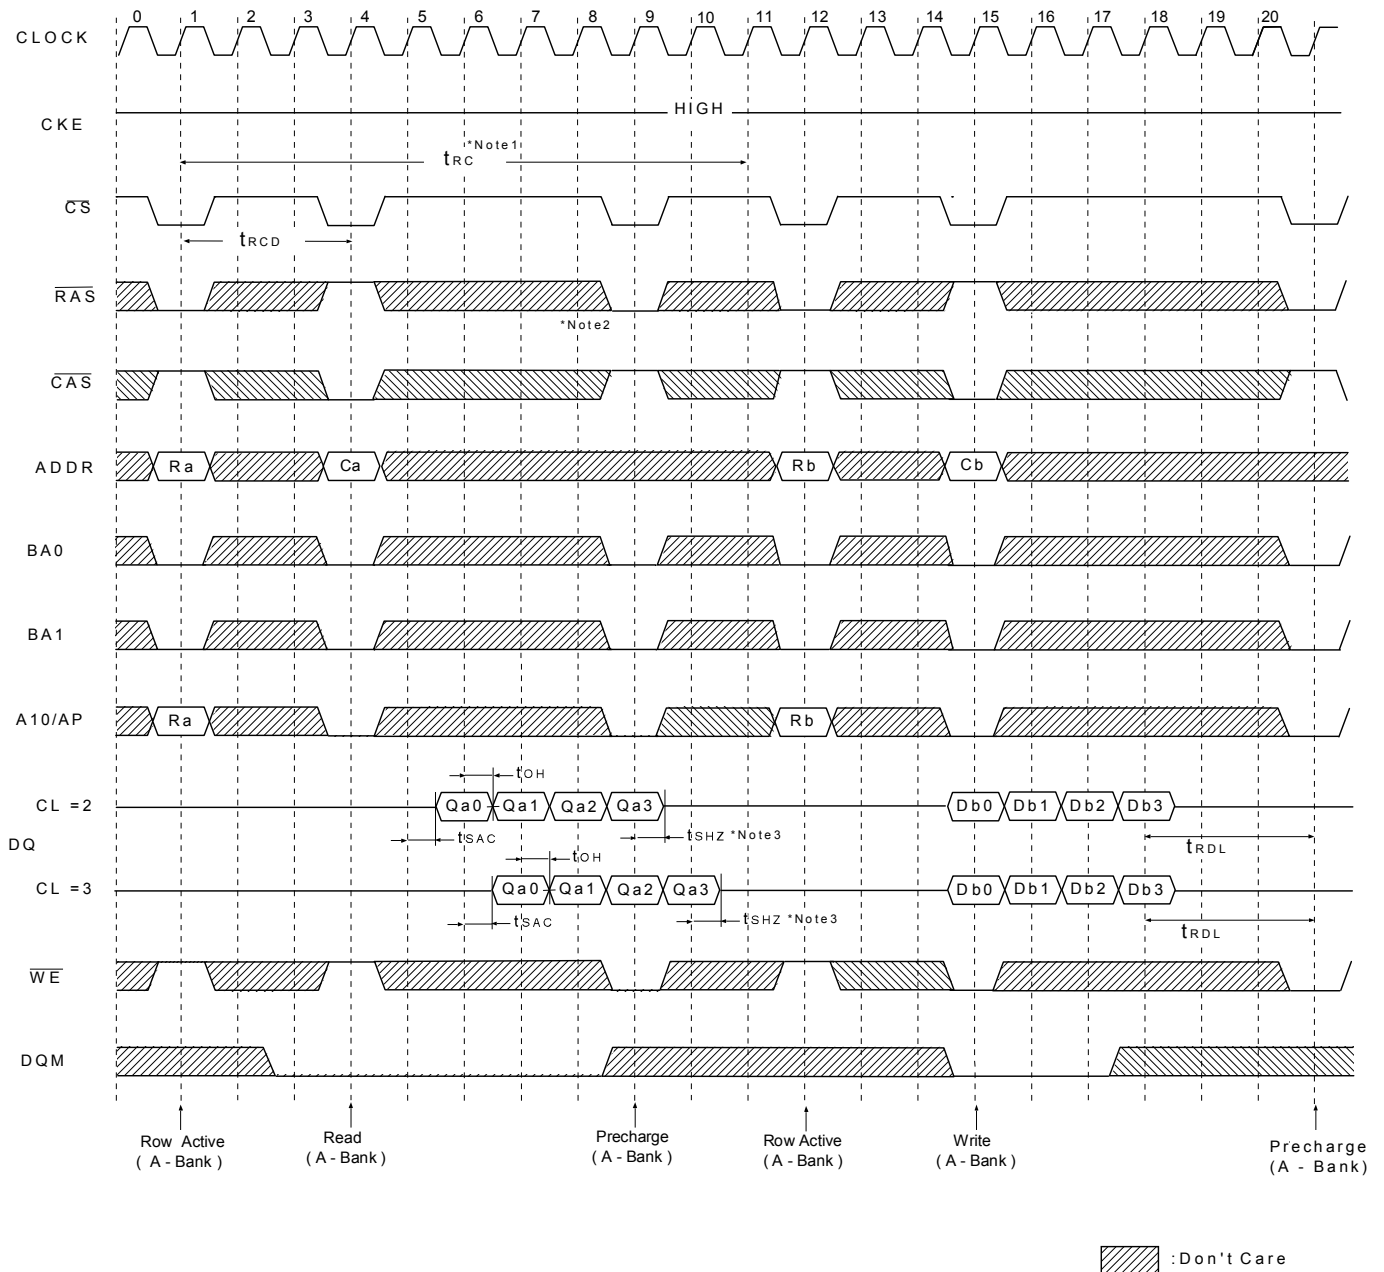 0 1 2 3 4 5 6 7 8 9 10 11 12 13 14 15 16 17 18 19 20
CLOCK
HIGH
CKE
tRC *Note1
CS
tRCD
RAS
*Note2
CAS
ADDR Ra Ca Rb Cb
BA0
BA1
A10/AP Ra Rb
tOH
CL =2 Qa0 Qa1 Qa2 Qa3 Db0 Db1 Db2 Db3
tSAC tSHZ *Note3 tRDL
DQ
tOH
CL =3 Qa0 Qa1 Qa2 Qa3 Db0 Db1 Db2 Db3
tSAC tSHZ *Note3 tRDL
WE
DQM
Row Active
( A - Bank )
Read
( A - Bank )
Precharge
( A - Bank )
Row Active
( A - Bank )
Write
( A - Bank )
Precharge
(A - Bank)
:Don't Care